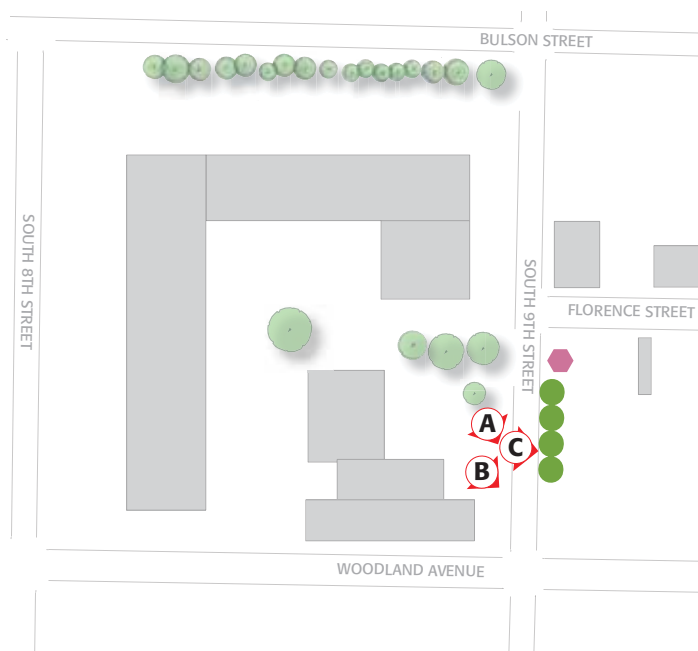 BULSON STREET
SOUTH 8TH STREET
SOUTH 9TH STREET
FLORENCE STREET
A
C
B
WOODLAND AVENUE